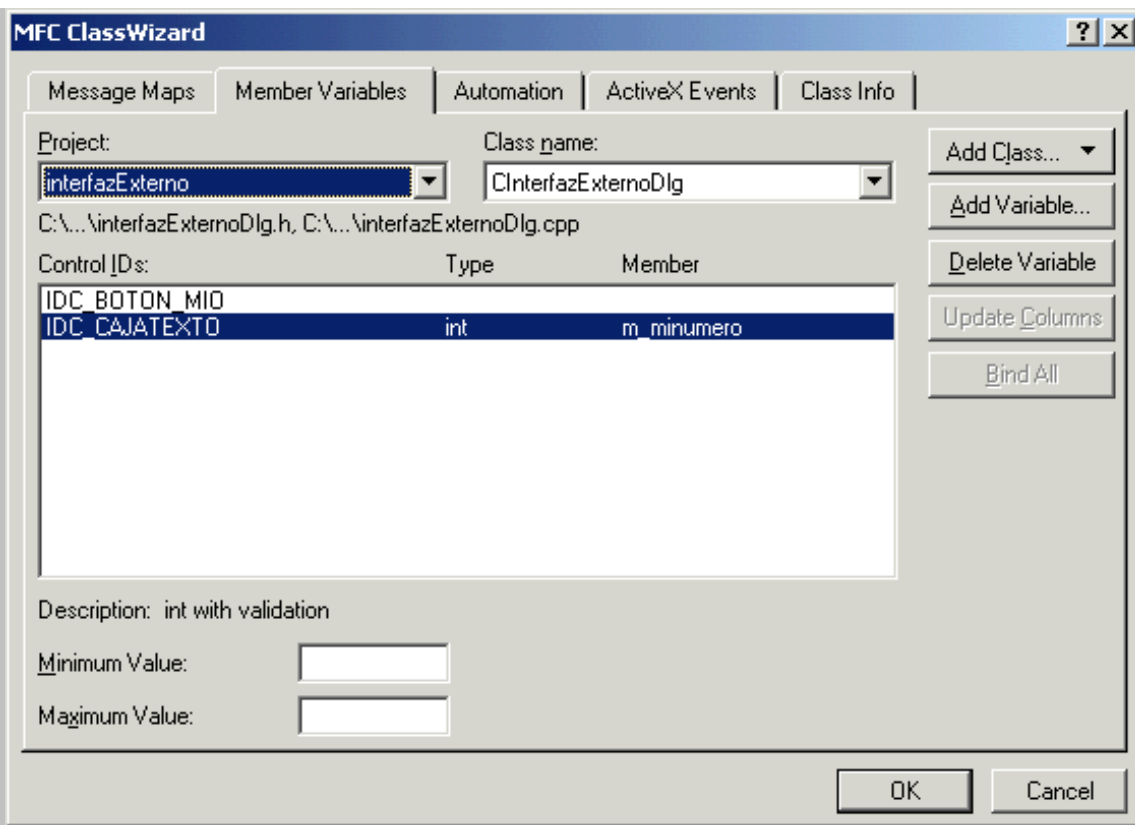 MFC ClassWizard
Message Maps Member Variables Automation ActiveX Events Class Info
Project: Class name:
interfazExterno CInterfazExternoDlg
Add Class...
C:\...\interfazExternoDlg.h, C:\...\interfazExternoDlg.cpp
Add Variable...
Control IDs: Type Member
Delete Variable
IDC_BOTON_MIO
IDC_CAJATEXTO int m_minumero
Update Columns
Bind All
Description: int with validation
Minimum Value:
Maximum Value:
OK Cancel